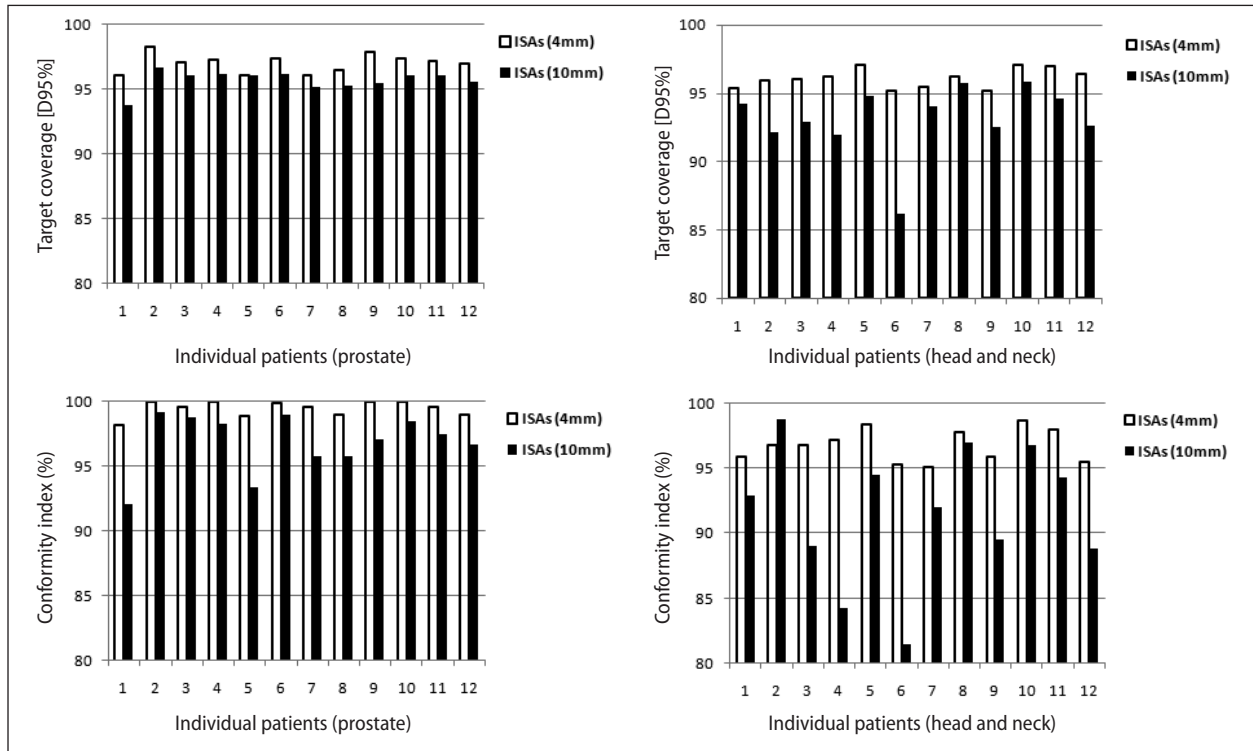 Target coverage [D95%]
100
95
90
85
80
1 2 3 4 5 6 7 8 9 10 11 12
Individual patients (prostate)
ISAs (4mm)
ISAs (10mm)
Target coverage [D95%]
100
95
90
85
80
1 2 3 4 5 6 7 8 9 10 11 12
Individual patients (head and neck)
ISAs (4mm)
ISAs (10mm)
Conformity index (%)
100
95
90
85
80
1 2 3 4 5 6 7 8 9 10 11 12
Individual patients (prostate)
ISAs (4mm)
ISAs (10mm)
Conformity index (%)
100
95
90
85
80
1 2 3 4 5 6 7 8 9 10 11 12
Individual patients (head and neck)
ISAs (4mm)
ISAs (10mm)